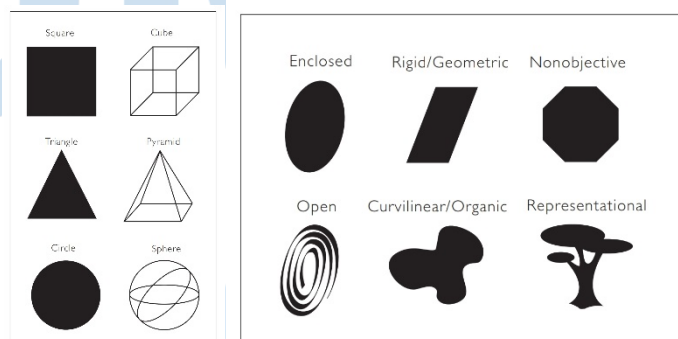 Square Cube
Triangle Pyramid
Circle Sphere
Enclosed Rigid/Geometric Nonobjective
Open Curvilinear/Organic Representational